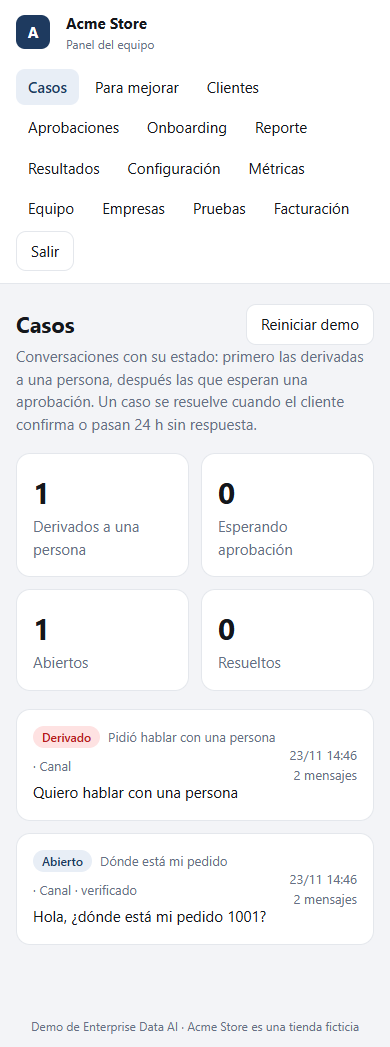 A
Acme Store
Panel del equipo
Casos
Para mejorar
Clientes
Aprobaciones
Onboarding
Reporte
Resultados
Configuración
Métricas
Equipo
Empresas
Pruebas
Facturación
Salir
Casos
Reiniciar demo
Conversaciones con su estado: primero las derivadas
a una persona, después las que esperan una
aprobación. Un caso se resuelve cuando el cliente
confirma o pasan 24 h sin respuesta.
1
Derivados a una
persona
0
Esperando
aprobación
1
Abiertos
0
Resueltos
Derivado Pidió hablar con una persona
· Canal
Quiero hablar con una persona
23/11 14:46
2 mensajes
Abierto Dónde está mi pedido
· Canal · verificado
Hola, ¿dónde está mi pedido 1001?
23/11 14:46
2 mensajes
Demo de Enterprise Data AI · Acme Store es una tienda ficticia